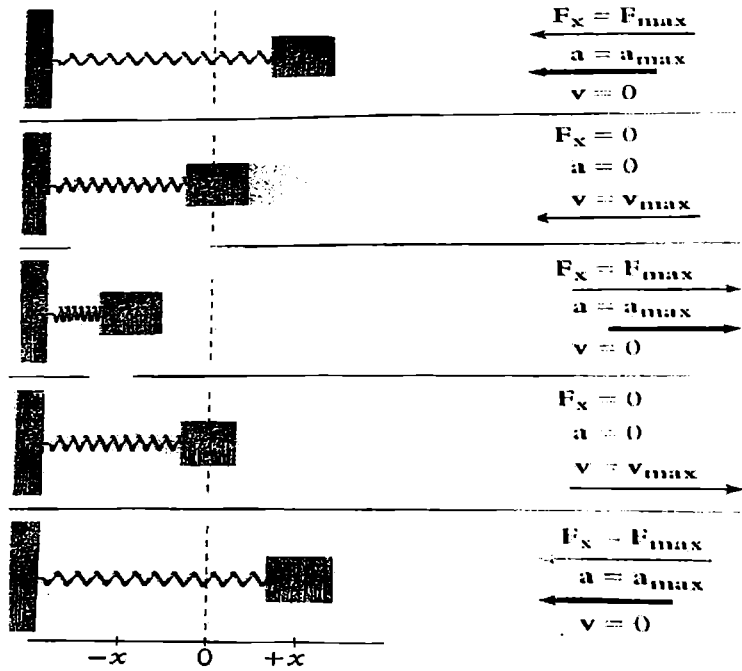 Fx = Fmax
a = amax
v = 0
Fx = 0
a = 0
v = vmax
Fx = Fmax
a = amax
v = 0
Fx = 0
a = 0
v = vmax
Fx = Fmax
a = amax
v = 0
−x 0 +x